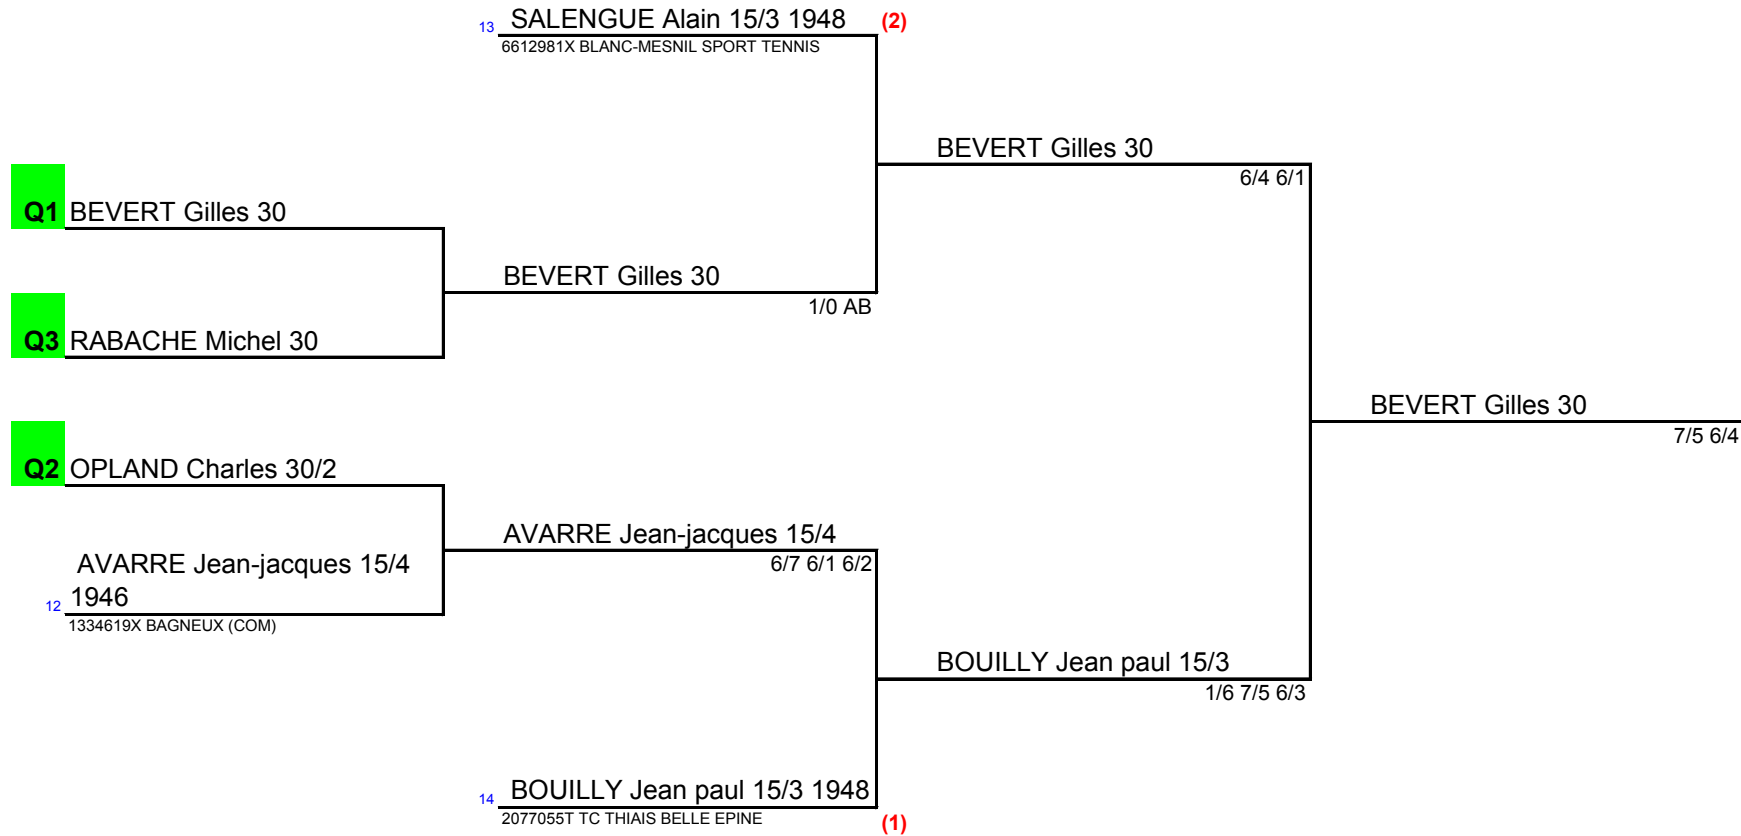 13 SALENGUE Alain 15/3 1948 (2)
6612981X BLANC-MESNIL SPORT TENNIS
BEVERT Gilles 30
6/4 6/1
Q1 BEVERT Gilles 30
BEVERT Gilles 30
1/0 AB
Q3 RABACHE Michel 30
BEVERT Gilles 30
7/5 6/4
Q2 OPLAND Charles 30/2
AVARRE Jean-jacques 15/4
6/7 6/1 6/2
AVARRE Jean-jacques 15/4
12 1946
1334619X BAGNEUX (COM)
BOUILLY Jean paul 15/3
1/6 7/5 6/3
14 BOUILLY Jean paul 15/3 1948
2077055T TC THIAIS BELLE EPINE
(1)